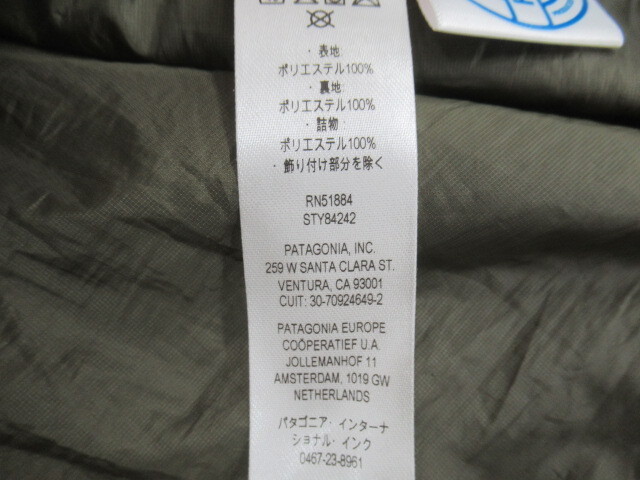 ・表地:
ポリエステル100%
・裏地:
ポリエステル100%
・詰物:
ポリエステル100%
・飾り付け部分を除く
RN51884
STY84242
PATAGONIA, INC.
259 W SANTA CLARA ST.
VENTURA, CA 93001
CUIT: 30-70924649-2
PATAGONIA EUROPE
COÖPERATIEF U.A.
JOLLEMANHOF 11
AMSTERDAM, 1019 GW
NETHERLANDS
パタゴニア・インターナ
ショナル・インク
0467-23-8961